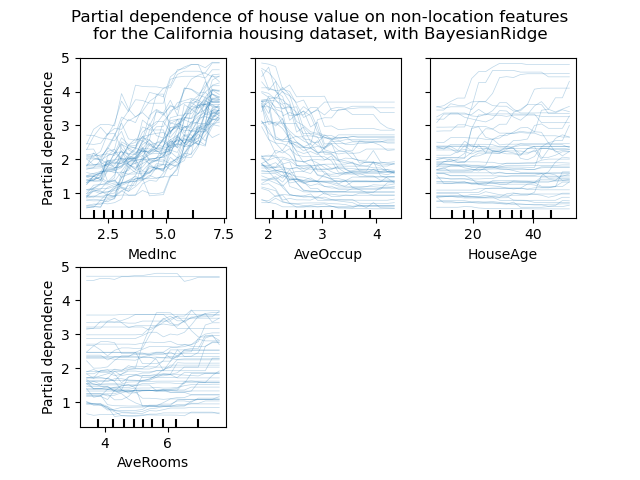 Partial dependence of house value on non-location features
for the California housing dataset, with BayesianRidge
5
4
3
2
1
Partial dependence
2.5 5.0 7.5
MedInc
2 3 4
AveOccup
20 40
HouseAge
5
4
3
2
1
Partial dependence
4 6
AveRooms